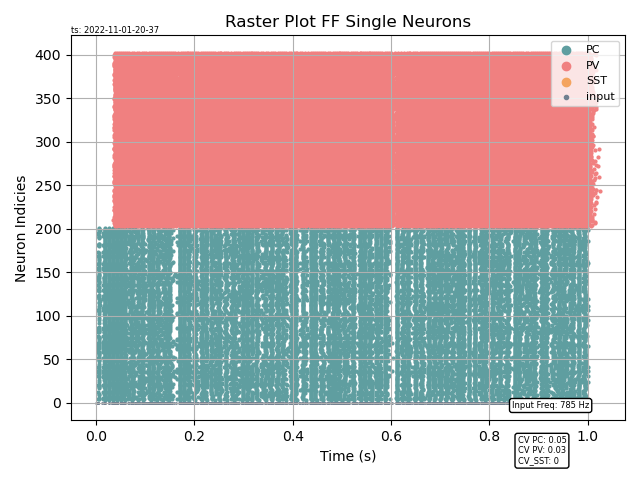 Raster Plot FF Single Neurons
ts: 2022-11-01-20-37
PC
PV
SST
input
400
350
300
250
200
150
100
50
0
Neuron Indicies
0.0 0.2 0.4 0.6 0.8 1.0
Time (s)
Input Freq: 785 Hz
CV PC: 0.05
CV PV: 0.03
CV_SST: 0